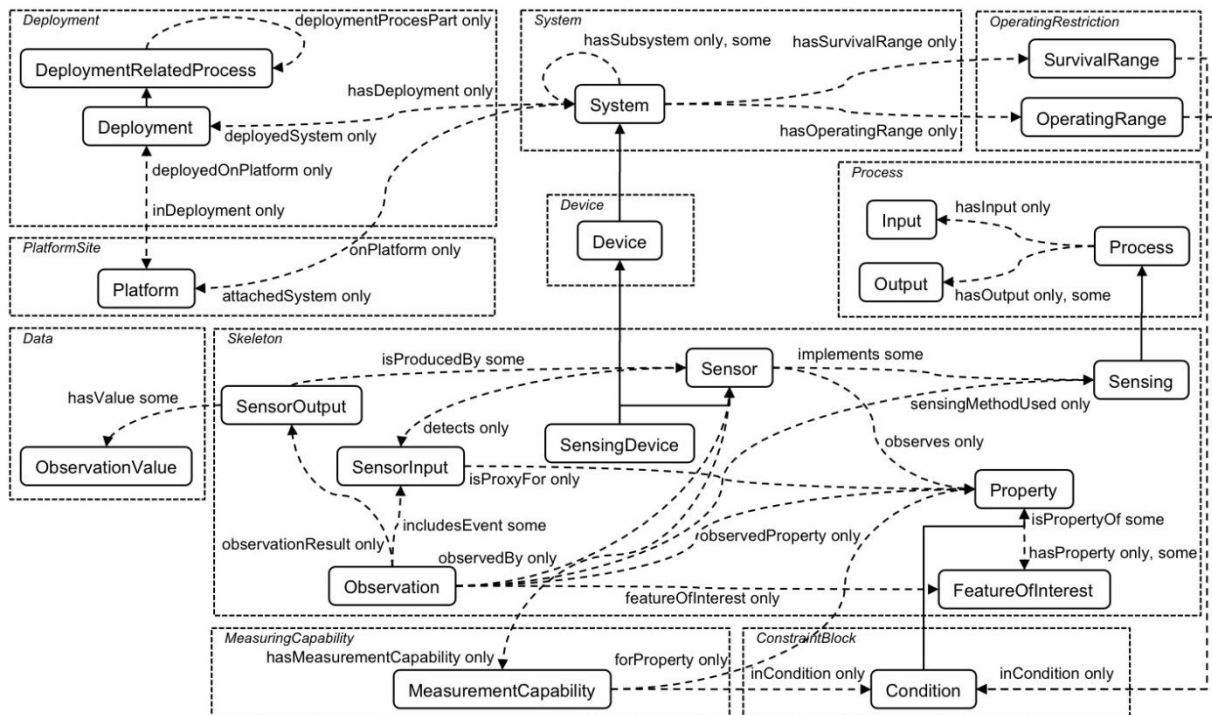 Deployment
deploymentProcesPart only
DeploymentRelatedProcess
Deployment
hasDeployment only
deployedSystem only
deployedOnPlatform only
inDeployment only
System
hasSubsystem only, some
hasSurvivalRange only
System
hasOperatingRange only
OperatingRestriction
SurvivalRange
OperatingRange
PlatformSite
onPlatform only
Platform
attachedSystem only
Device
Device
Process
Input
hasInput only
Process
Output
hasOutput only, some
Data
hasValue some
ObservationValue
Skeleton
isProducedBy some
Sensor
implements some
SensorOutput
Sensing
sensingMethodUsed only
detects only
SensingDevice
observes only
SensorInput
isProxyFor only
Property
includesEvent some
isPropertyOf some
observationResult only
observedBy only
observedProperty only
hasProperty only, some
Observation
featureOfInterest only
FeatureOfInterest
MeasuringCapability
hasMeasurementCapability only
forProperty only
MeasurementCapability
ConstraintBlock
inCondition only
Condition
inCondition only